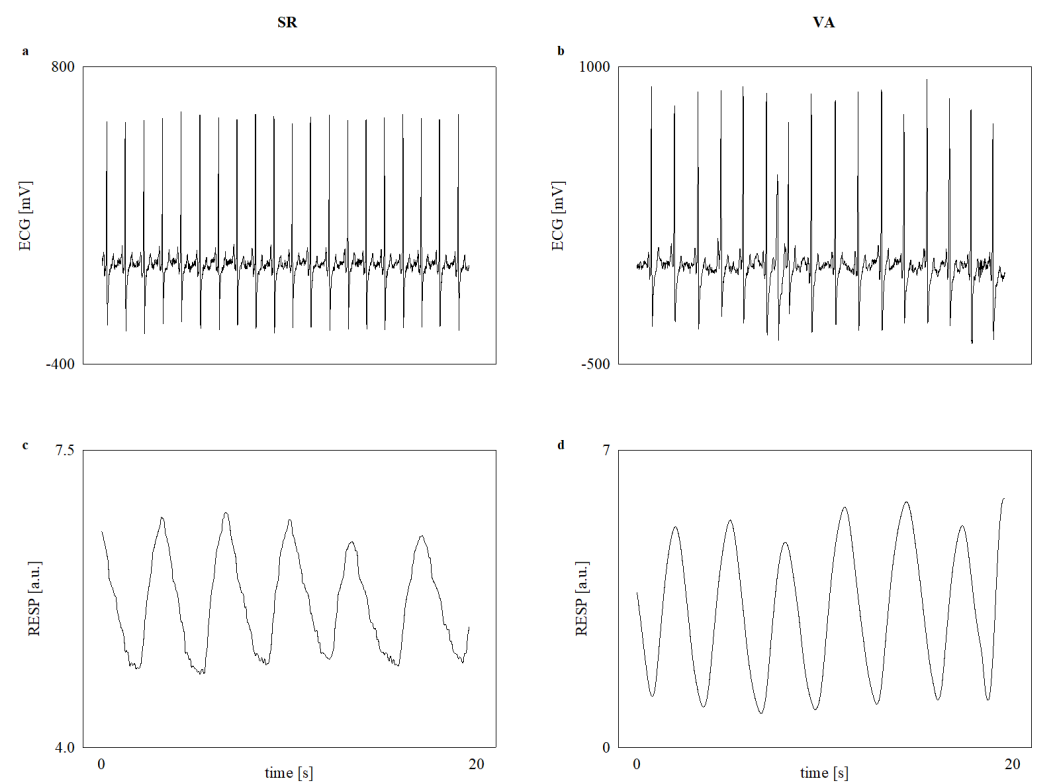 SR
VA
a
b
800
1000
ECG [mV]
ECG [mV]
-400
-500
c
d
7.5
7
RESP [a.u.]
RESP [a.u.]
4.0
0
0
20
0
20
time [s]
time [s]